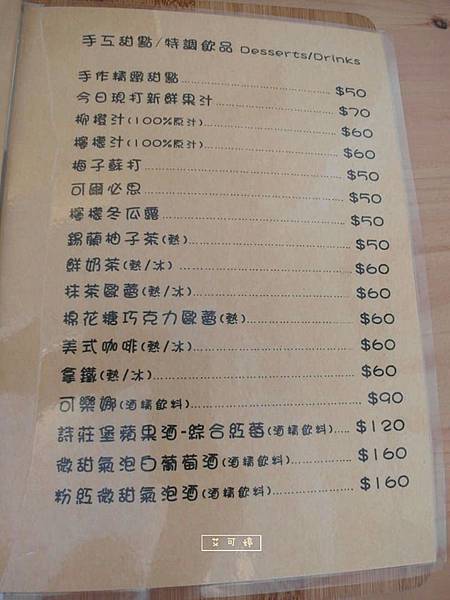 手互甜點/特調飲品 Desserts/Drinks
手作精緻甜點 $50
今日現打新鮮果汁 $70
柳橙汁(100%原汁) $60
檸檬汁(100%原汁) $60
梅子蘇打 $50
可爾必思 $50
檸檬冬瓜露 $50
錫蘭柚子茶(熱) $50
鮮奶茶(熱/冰) $60
抹茶歐蕾(熱/冰) $60
棉花糖巧克力歐蕾(熱) $60
美式咖啡(熱/冰) $60
拿鐵(熱/冰) $60
可樂娜(酒精飲料) $90
詩莊堡蘋果酒-綜合紅莓(酒精飲料) $120
微甜氣泡白葡萄酒(酒精飲料) $160
粉紅微甜氣泡酒(酒精飲料) $160
艾可樟